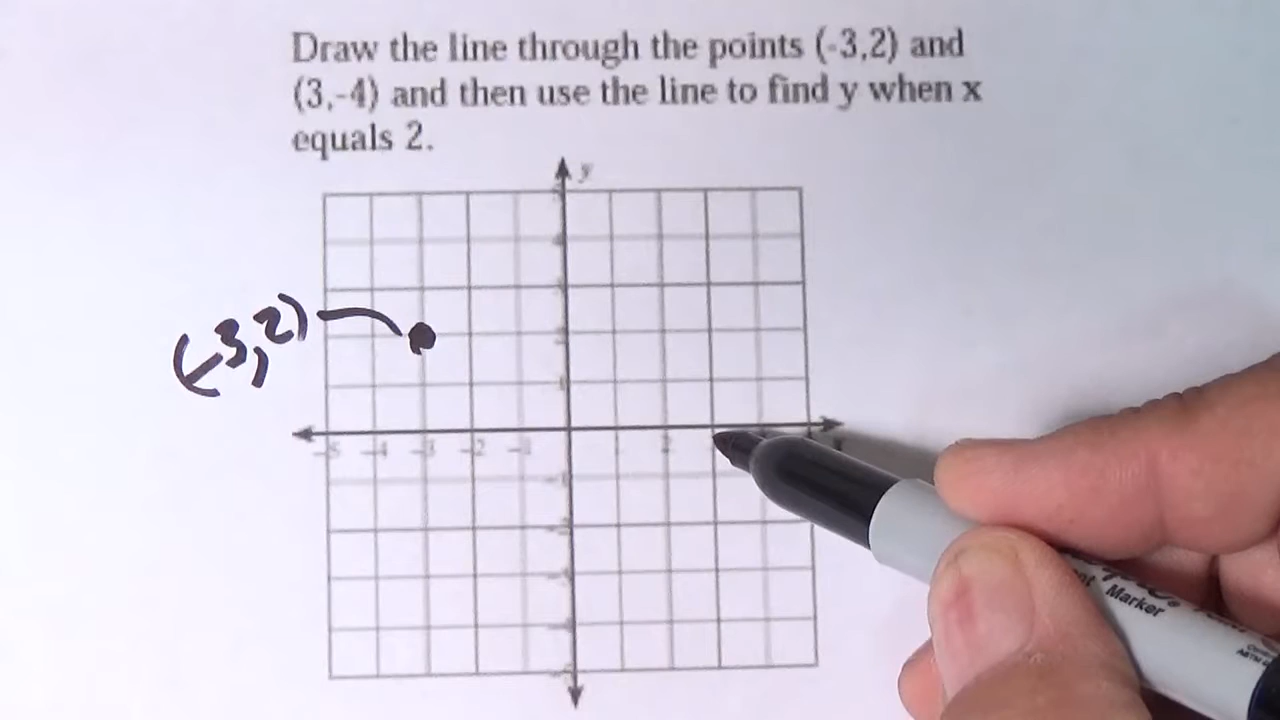 Draw the line through the points (-3,2) and
(3,-4) and then use the line to find y when x
equals 2.
y
(-3,2)
-5 -4 -3 -2 -1 2
Marker